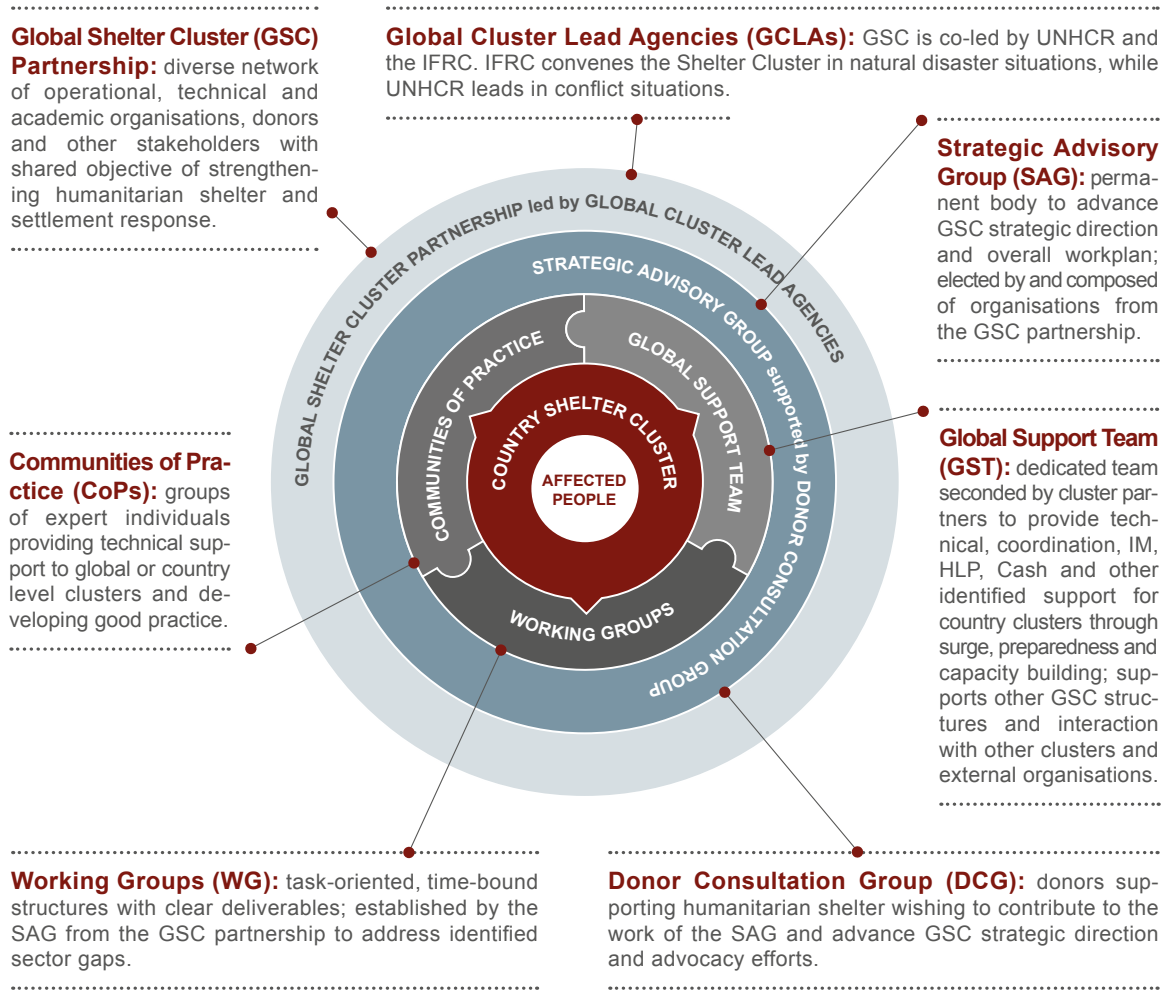 Global Shelter Cluster (GSC)
Partnership: diverse network
of operational, technical and
academic organisations, donors
and other stakeholders with
shared objective of strengthen-
ing humanitarian shelter and
settlement response.
Global Cluster Lead Agencies (GCLAs): GSC is co-led by UNHCR and
the IFRC. IFRC convenes the Shelter Cluster in natural disaster situations, while
UNHCR leads in conflict situations.
Strategic Advisory
Group (SAG): perma-
nent body to advance
GSC strategic direction
and overall workplan;
elected by and composed
of organisations from
the GSC partnership.
GLOBAL SHELTER CLUSTER PARTNERSHIP led by GLOBAL CLUSTER LEAD AGENCIES
STRATEGIC ADVISORY GROUP supported by DONOR CONSULTATION GROUP
COMMUNITIES OF PRACTICE
GLOBAL SUPPORT TEAM
WORKING GROUPS
COUNTRY SHELTER CLUSTER
AFFECTED
PEOPLE
Communities of Pra-
ctice (CoPs): groups
of expert individuals
providing technical sup-
port to global or country
level clusters and de-
veloping good practice.
Global Support Team
(GST): dedicated team
seconded by cluster par-
tners to provide tech-
nical, coordination, IM,
HLP, Cash and other
identified support for
country clusters through
surge, preparedness and
capacity building; sup-
ports other GSC struc-
tures and interaction
with other clusters and
external organisations.
Working Groups (WG): task-oriented, time-bound
structures with clear deliverables; established by the
SAG from the GSC partnership to address identified
sector gaps.
Donor Consultation Group (DCG): donors sup-
porting humanitarian shelter wishing to contribute to the
work of the SAG and advance GSC strategic direction
and advocacy efforts.